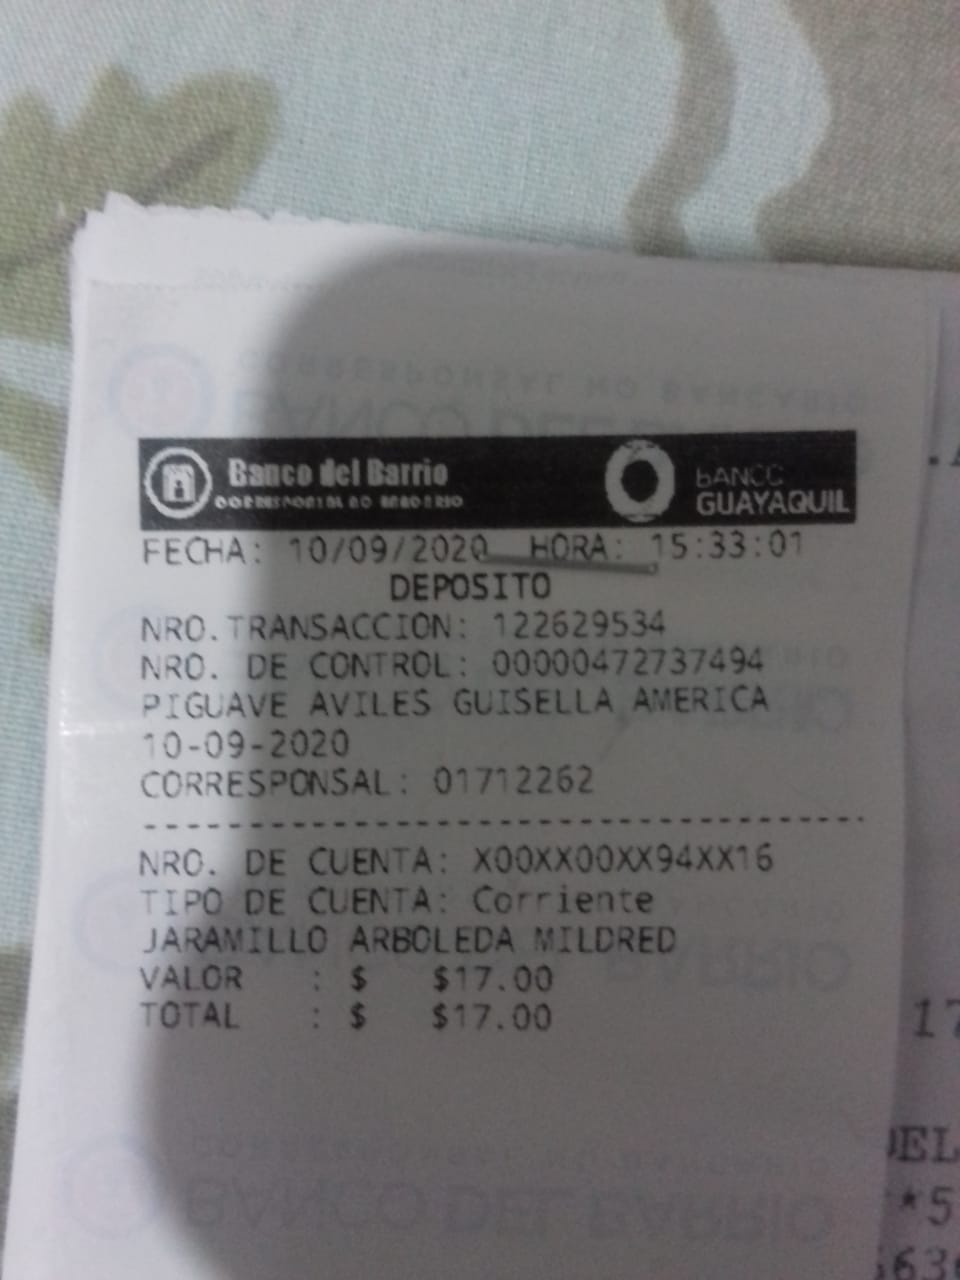 Banco del Barrio
CORRESPONSAL NO BANCARIO
BANCO
GUAYAQUIL
FECHA: 10/09/2020 HORA: 15:33:01
DEPOSITO
NRO.TRANSACCION: 122629534
NRO. DE CONTROL: 00000472737494
PIGUAVE AVILES GUISELLA AMERICA
10-09-2020
CORRESPONSAL: 01712262
NRO. DE CUENTA: X00XX00XX94XX16
TIPO DE CUENTA: Corriente
JARAMILLO ARBOLEDA MILDRED
VALOR : $ $17.00
TOTAL : $ $17.00
17
*5